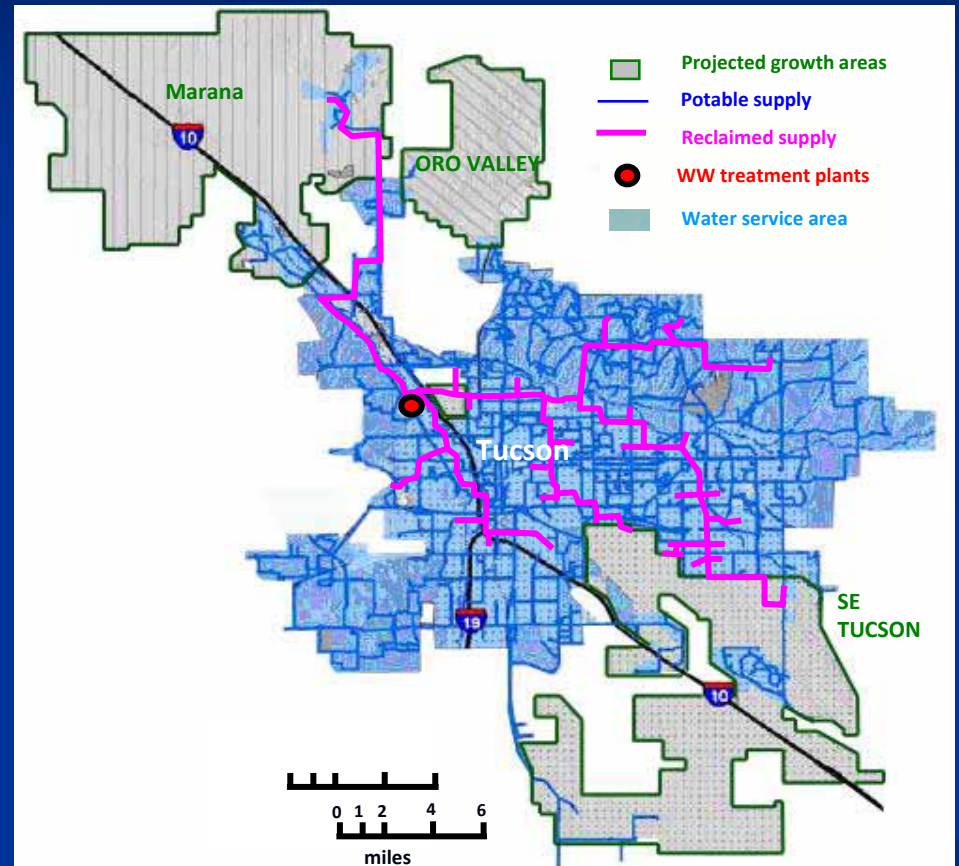 Projected growth areas
Marana
Potable supply
10
Reclaimed supply
ORO VALLEY
WW treatment plants
Water service area
Tucson
SE
TUCSON
19
10
0 1 2 4 6
miles